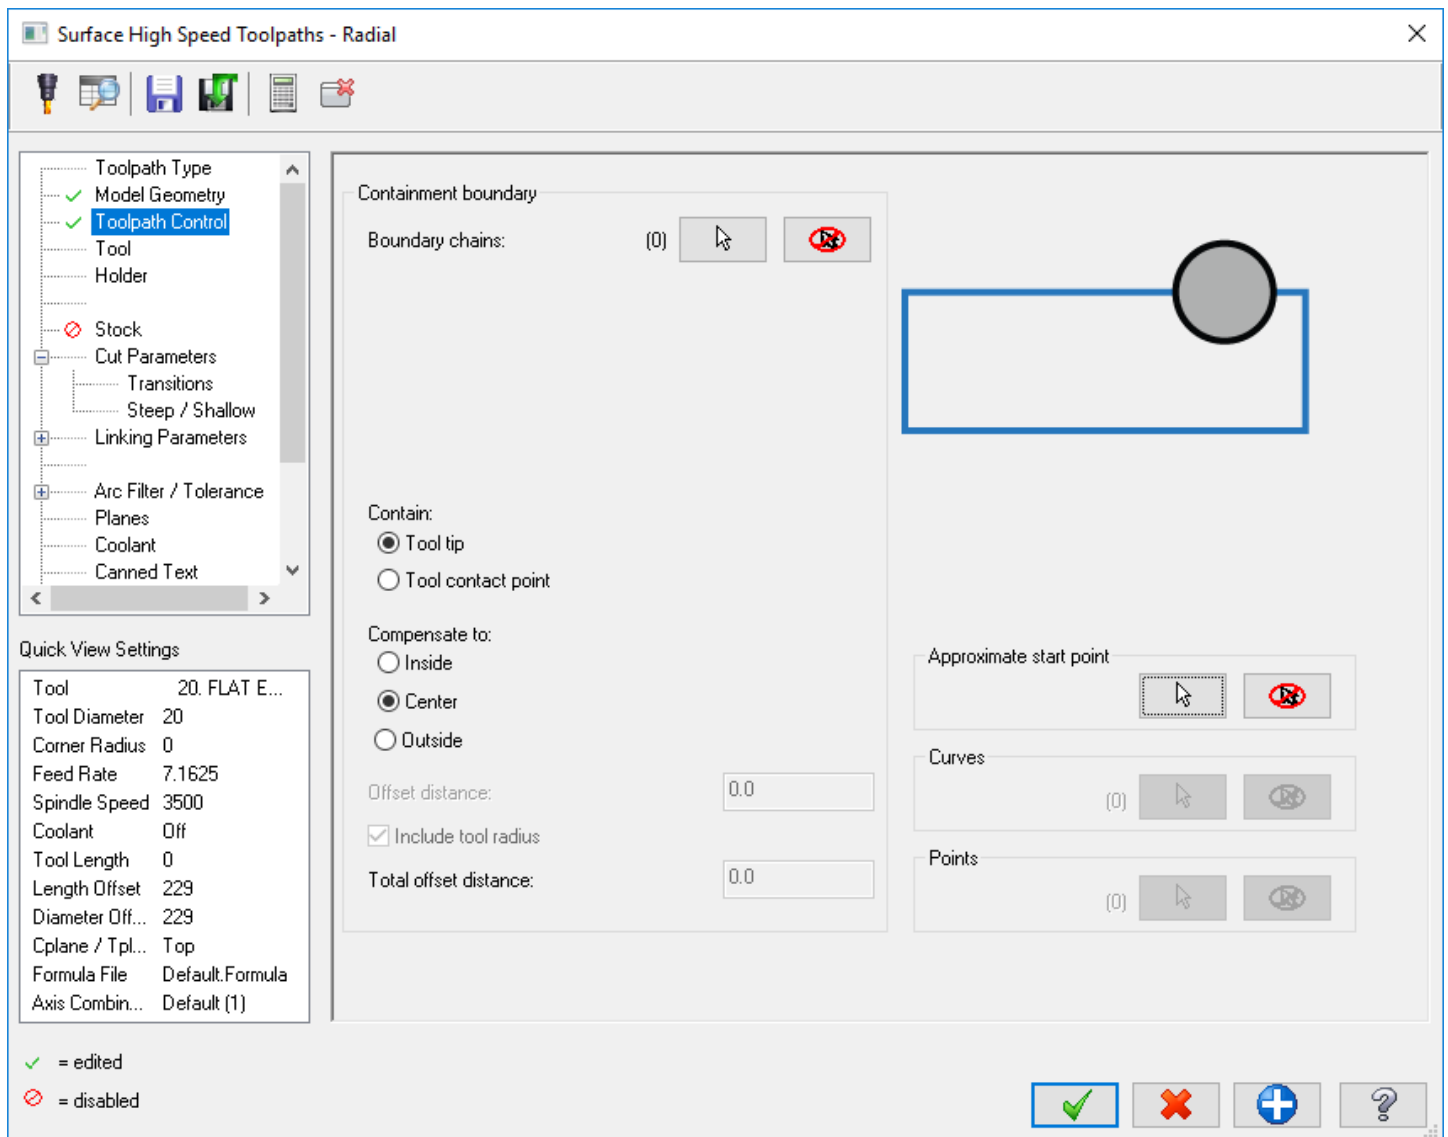 Surface High Speed Toolpaths - Radial
Toolpath Type
Model Geometry
Toolpath Control
Tool
Holder
Stock
Cut Parameters
Transitions
Steep / Shallow
Linking Parameters
Arc Filter / Tolerance
Planes
Coolant
Canned Text
Quick View Settings
Tool 20. FLAT E...
Tool Diameter 20
Corner Radius 0
Feed Rate 7.1625
Spindle Speed 3500
Coolant Off
Tool Length 0
Length Offset 229
Diameter Off... 229
Cplane / Tpl... Top
Formula File Default.Formula
Axis Combin... Default (1)
= edited
= disabled
Containment boundary
Boundary chains: (0)
Contain:
Tool tip
Tool contact point
Compensate to:
Inside
Center
Outside
Offset distance: 0.0
Include tool radius
Total offset distance: 0.0
Approximate start point
Curves
(0)
Points
(0)